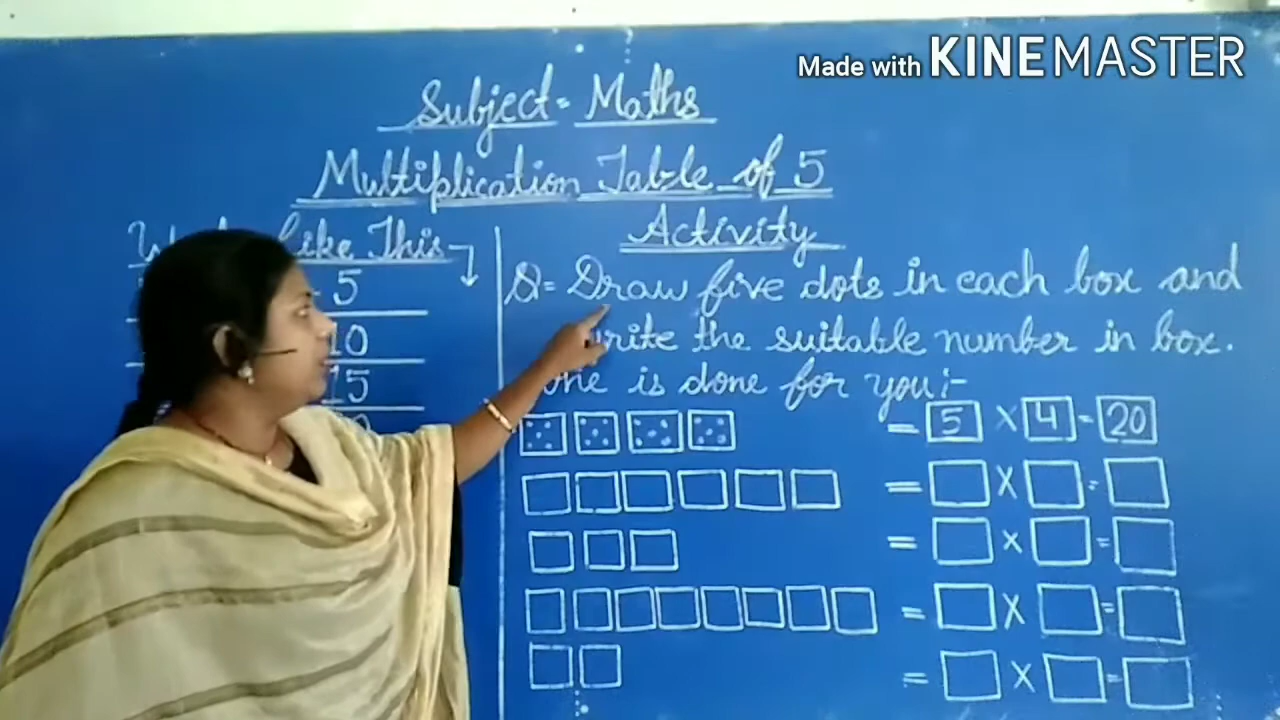 Made with KINEMASTER
Subject = Maths
Multiplication Table of 5
Like This
5
10
15
Activity
Q= Draw five dots in each box and
write the suitable number in box.
One is done for you:-
= 5 X 4 = 20
= X =
= X =
= X =
= X =